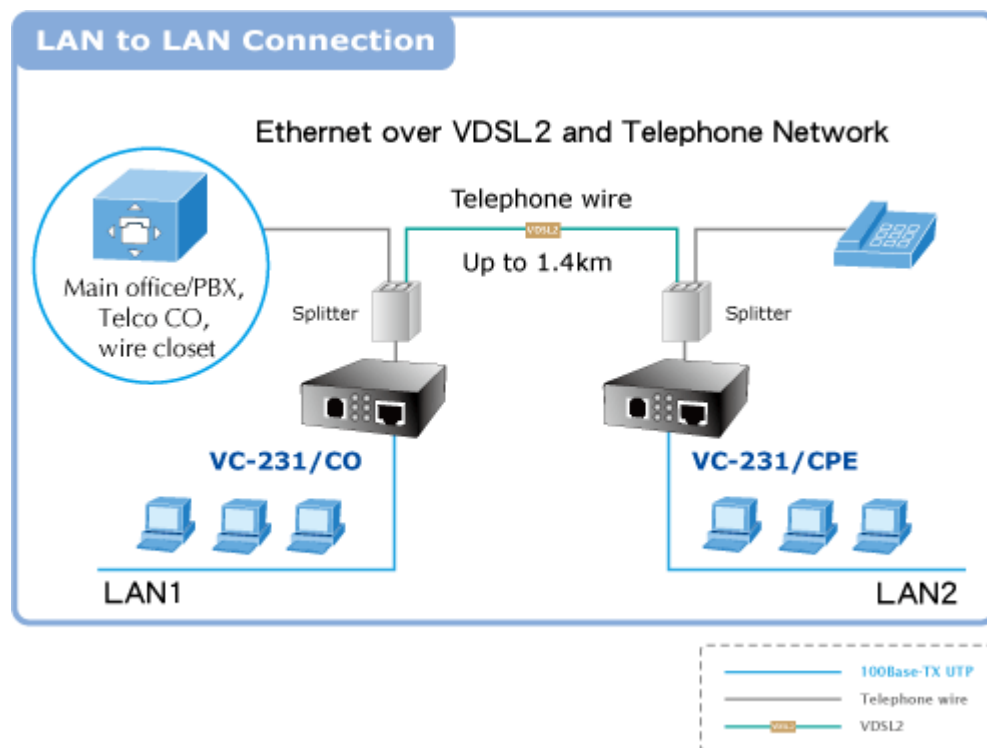 LAN to LAN Connection
Ethernet over VDSL2 and Telephone Network
Telephone wire
VDSL2
Up to 1.4km
Main office/PBX,
Telco CO,
wire closet
Splitter
Splitter
VC-231/CO
VC-231/CPE
LAN1
LAN2
100Base-TX UTP
Telephone wire
VDSL2
VDSL2